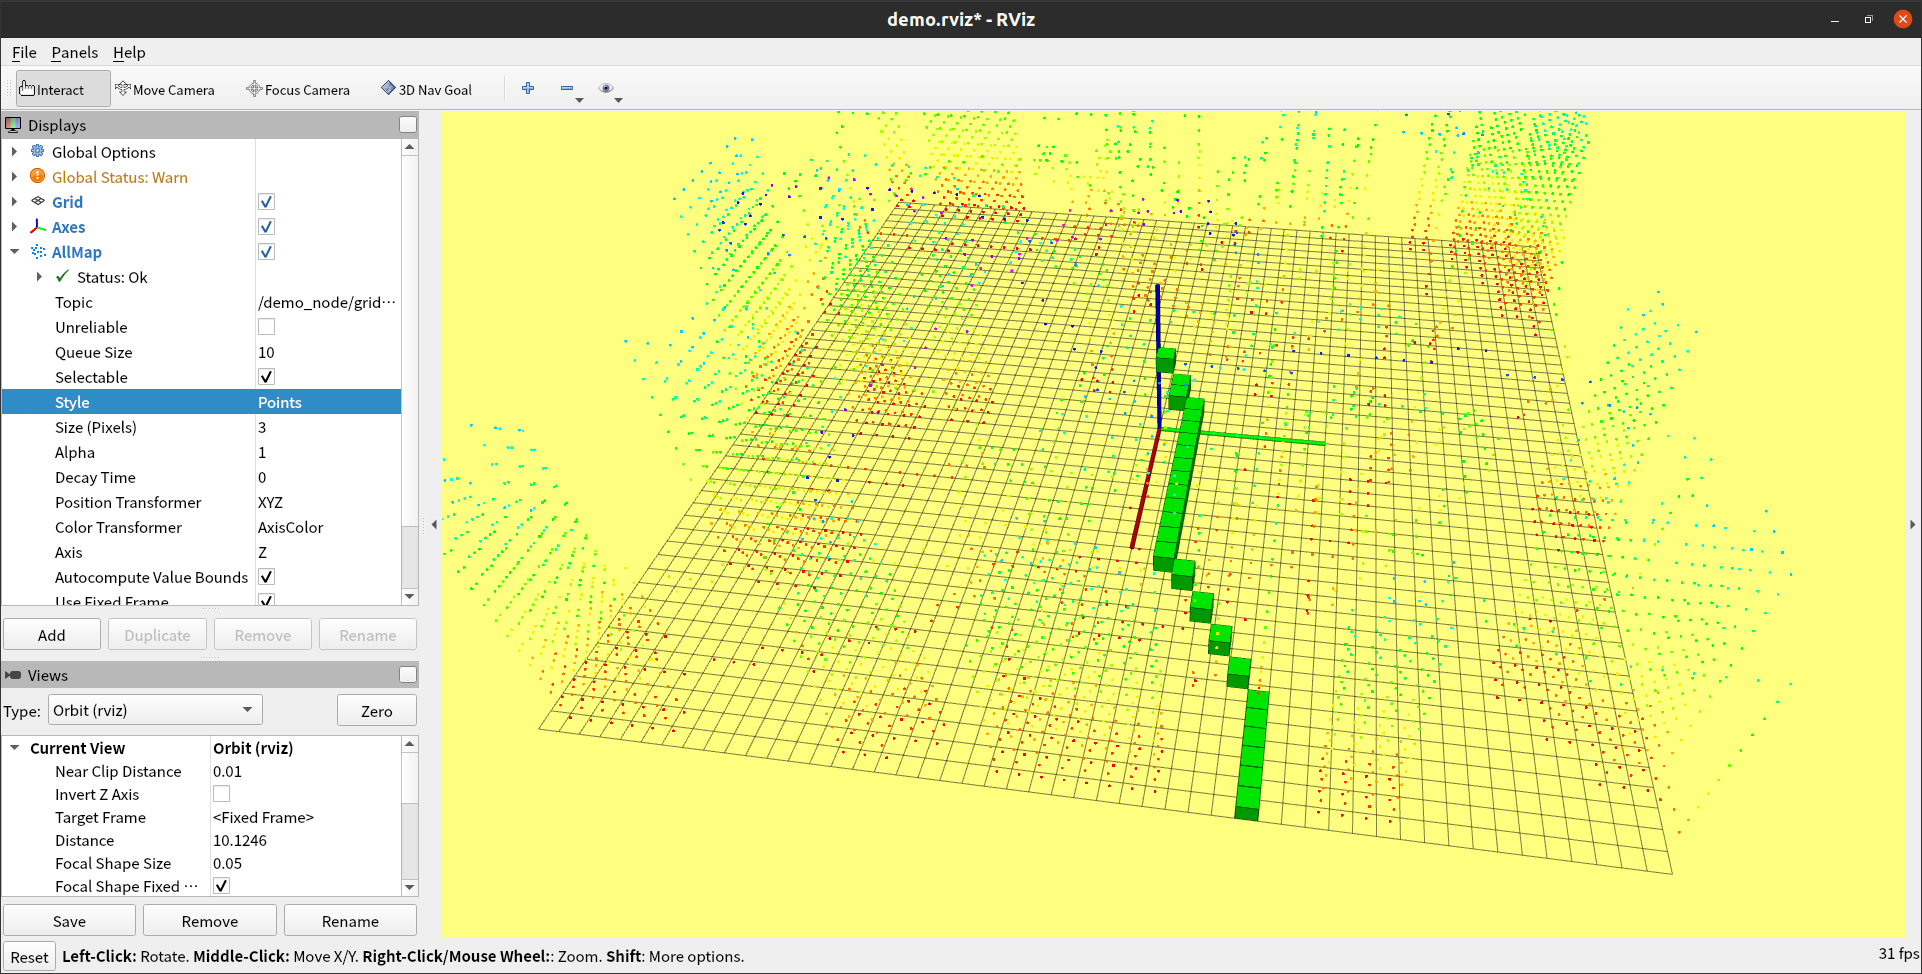 demo.rviz* - RViz
File Panels Help
Interact Move Camera Focus Camera 3D Nav Goal
Displays
Global Options
Global Status: Warn
Grid
Axes
AllMap
Status: Ok
Topic /demo_node/grid···
Unreliable
Queue Size 10
Selectable
Style Points
Size (Pixels) 3
Alpha 1
Decay Time 0
Position Transformer XYZ
Color Transformer AxisColor
Axis Z
Autocompute Value Bounds
Use Fixed Frame
Add Duplicate Remove Rename
Views
Type: Orbit (rviz) Zero
Current View Orbit (rviz)
Near Clip Distance 0.01
Invert Z Axis
Target Frame <Fixed Frame>
Distance 10.1246
Focal Shape Size 0.05
Focal Shape Fixed ···
Save Remove Rename
Reset Left-Click: Rotate. Middle-Click: Move X/Y. Right-Click/Mouse Wheel:: Zoom. Shift: More options. 31 fps